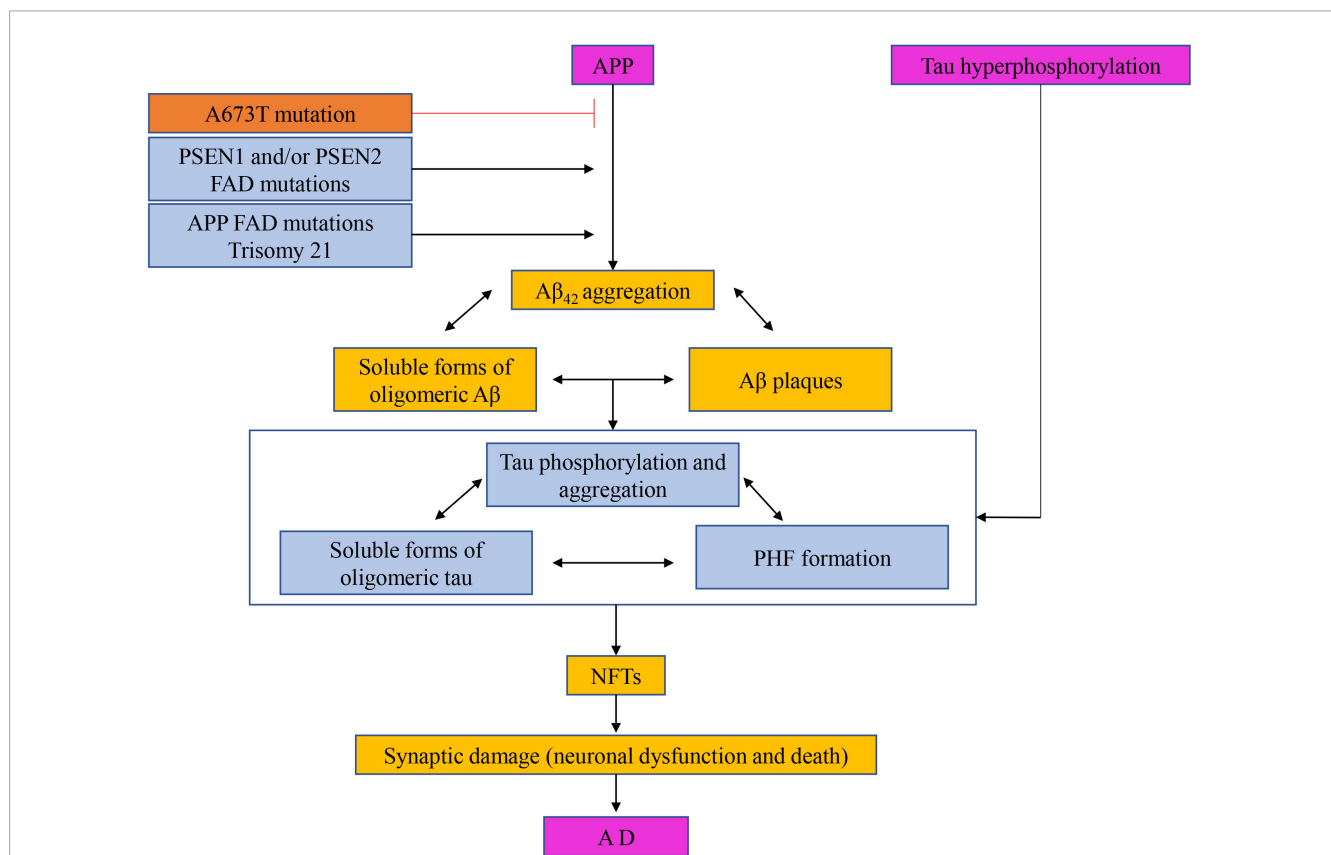 APP
Tau hyperphosphorylation
A673T mutation
PSEN1 and/or PSEN2
FAD mutations
APP FAD mutations
Trisomy 21
Aβ₄₂ aggregation
Soluble forms of
oligomeric Aβ
Aβ plaques
Tau phosphorylation and
aggregation
Soluble forms of
oligomeric tau
PHF formation
NFTs
Synaptic damage (neuronal dysfunction and death)
A D